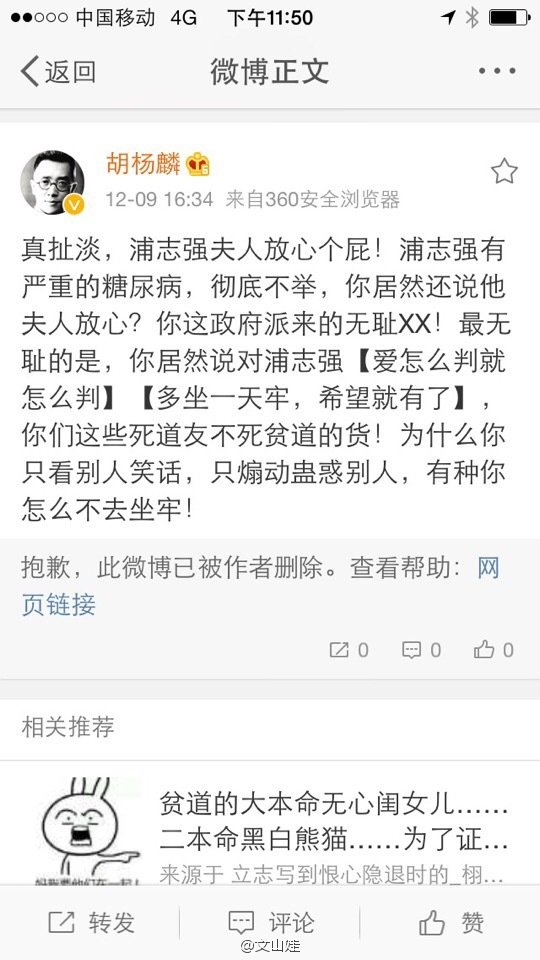 中国移动 4G 下午11:50
返回 微博正文
胡杨麟
12-09 16:34 来自360安全浏览器
真扯淡，浦志强夫人放心个屁！浦志强有
严重的糖尿病，彻底不举，你居然还说他
夫人放心？你这政府派来的无耻XX！最无
耻的是，你居然说对浦志强【爱怎么判就
怎么判】【多坐一天牢，希望就有了】，
你们这些死道友不死贫道的货！为什么你
只看别人笑话，只煽动蛊惑别人，有种你
怎么不去坐牢！
抱歉，此微博已被作者删除。查看帮助：网
页链接
0 0 0
相关推荐
贫道的大本命无心闺女儿……
二本命黑白熊猫……为了证…
来源于 立志写到恨心隐退时的_栩…
转发 评论 赞
@文山娃